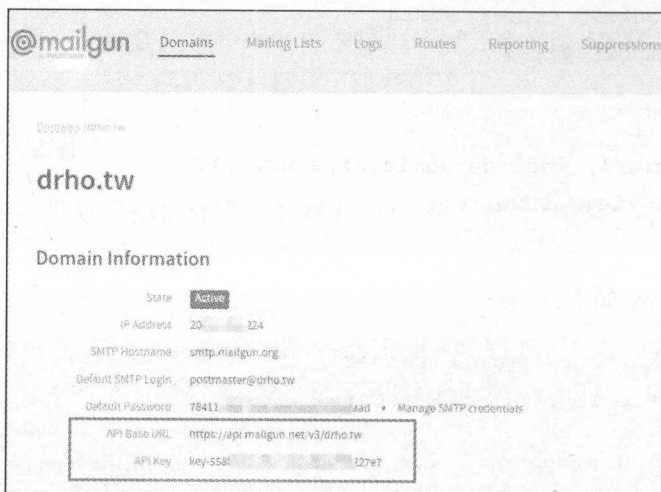 @mailgun Domains Mailing Lists Logs Routes Reporting Suppressions
Domains /drho.tw
drho.tw
Domain Information
State Active
IP Address 20 224
SMTP Hostname smtp.mailgun.org
Default SMTP Login postmaster@drho.tw
Default Password 78411 aad • Manage SMTP credentials
API Base URL https://api.mailgun.net/v3/drho.tw
API Key key-558 227e7